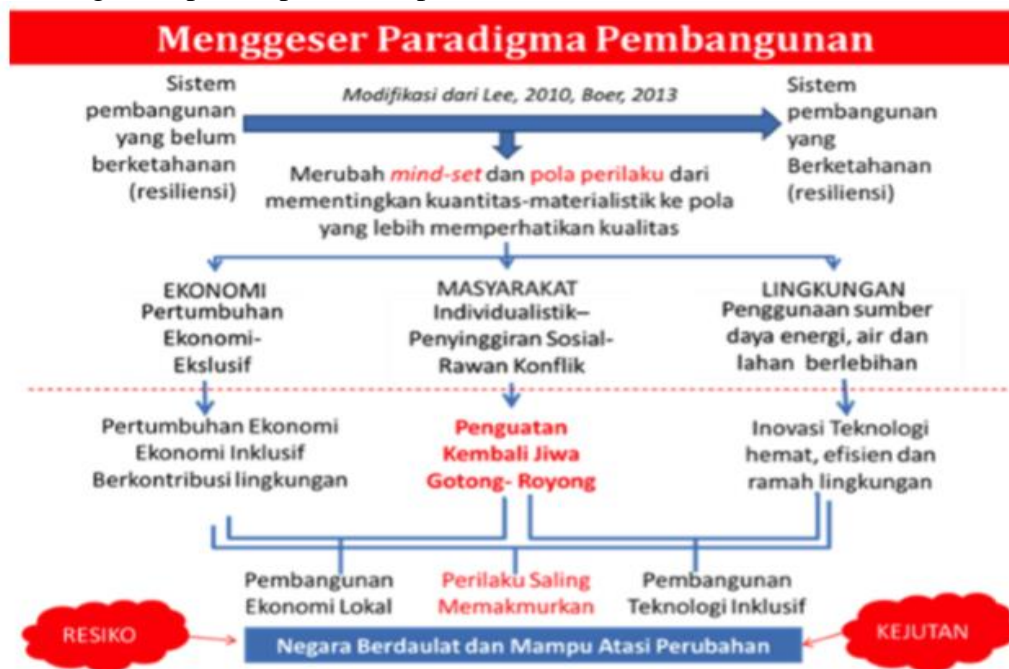 Menggeser Paradigma Pembangunan
Sistem
pembangunan
yang belum
berketahanan
(resiliensi)
Modifikasi dari Lee, 2010, Boer, 2013
Sistem
pembangunan
yang
Berketahanan
(resiliensi)
Merubah mind-set dan pola perilaku dari
mementingkan kuantitas-materialistik ke pola
yang lebih memperhatikan kualitas
EKONOMI
Pertumbuhan
Ekonomi-
Ekslusif
MASYARAKAT
Individualistik–
Penyinggiran Sosial-
Rawan Konflik
LINGKUNGAN
Penggunaan sumber
daya energi, air dan
lahan berlebihan
Pertumbuhan Ekonomi
Ekonomi Inklusif
Berkontribusi lingkungan
Penguatan
Kembali Jiwa
Gotong- Royong
Inovasi Teknologi
hemat, efisien dan
ramah lingkungan
Pembangunan
Ekonomi Lokal
Perilaku Saling
Memakmurkan
Pembangunan
Teknologi Inklusif
RESIKO
Negara Berdaulat dan Mampu Atasi Perubahan
KEJUTAN